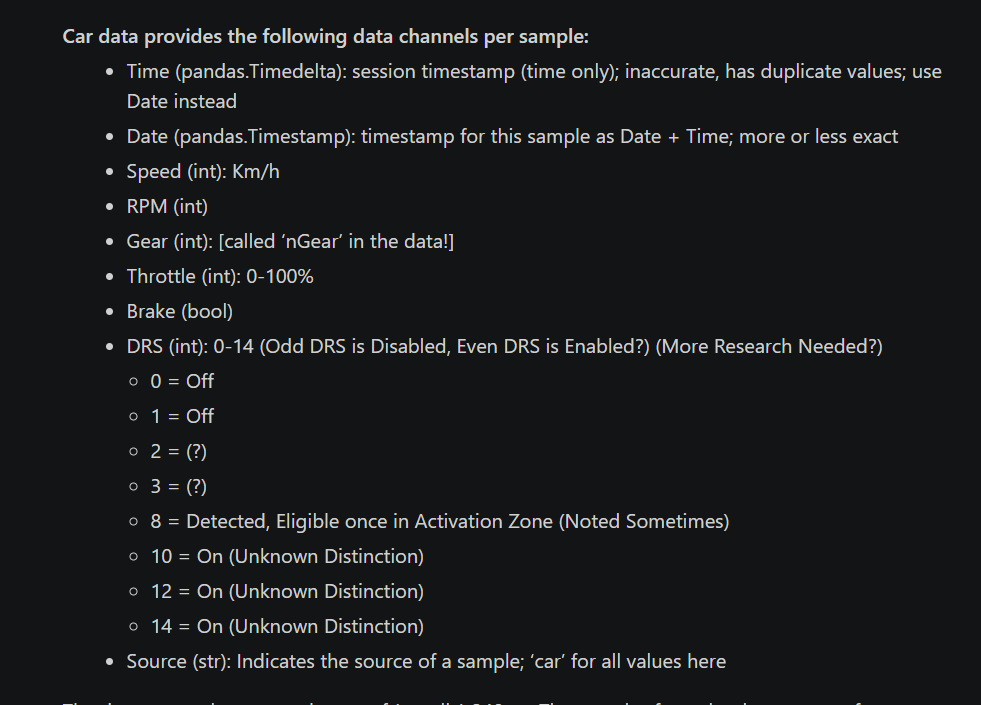 Car data provides the following data channels per sample:
Time (pandas.Timedelta): session timestamp (time only); inaccurate, has duplicate values; use
Date instead
Date (pandas.Timestamp): timestamp for this sample as Date + Time; more or less exact
Speed (int): Km/h
RPM (int)
Gear (int): [called ‘nGear’ in the data!]
Throttle (int): 0-100%
Brake (bool)
DRS (int): 0-14 (Odd DRS is Disabled, Even DRS is Enabled?) (More Research Needed?)
0 = Off
1 = Off
2 = (?)
3 = (?)
8 = Detected, Eligible once in Activation Zone (Noted Sometimes)
10 = On (Unknown Distinction)
12 = On (Unknown Distinction)
14 = On (Unknown Distinction)
Source (str): Indicates the source of a sample; ‘car’ for all values here